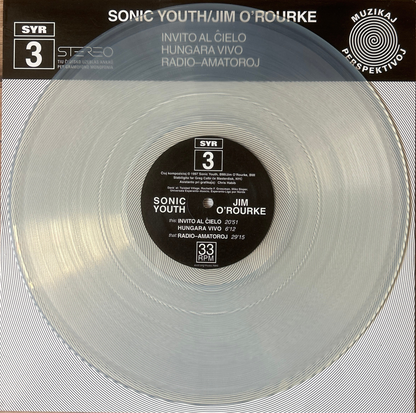 SYR
3
STEREO
SONIC YOUTH/JIM O'ROURKE
INVITO AL ĈIELO
HUNGARA VIVO
RADIO-AMATOROJ
MUZIKAJ
PERSPEKTIVOJ
SYR
3
SONIC YOUTH
JIM O'ROURKE
INVITO AL ĈIELO 20'51
HUNGARA VIVO 6'12
RADIO-AMATOROJ 29'15
33
RPM